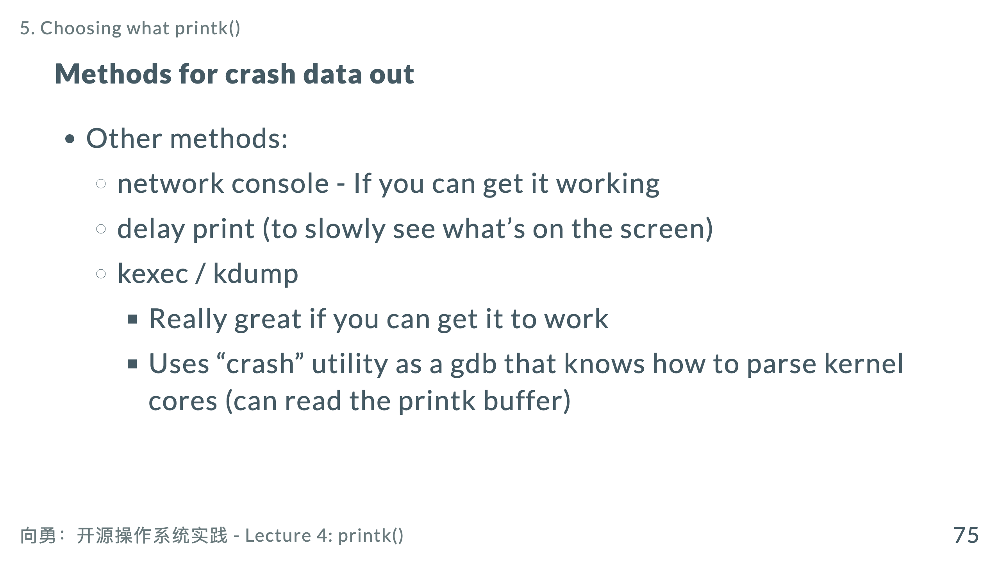 5. Choosing what printk()
Methods for crash data out
• Other methods:
○ network console - If you can get it working
○ delay print (to slowly see what’s on the screen)
○ kexec / kdump
▪ Really great if you can get it to work
▪ Uses “crash” utility as a gdb that knows how to parse kernel
cores (can read the printk buffer)
向勇：开源操作系统实践 - Lecture 4: printk()
75